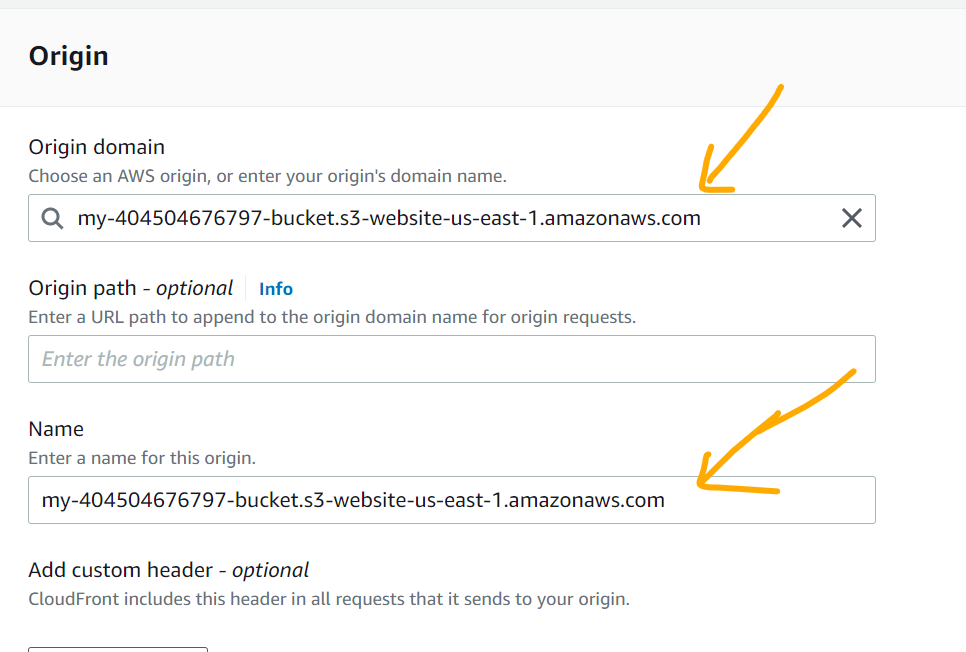 Origin
Origin domain
Choose an AWS origin, or enter your origin's domain name.
my-404504676797-bucket.s3-website-us-east-1.amazonaws.com
Origin path - optional Info
Enter a URL path to append to the origin domain name for origin requests.
Enter the origin path
Name
Enter a name for this origin.
my-404504676797-bucket.s3-website-us-east-1.amazonaws.com
Add custom header - optional
CloudFront includes this header in all requests that it sends to your origin.